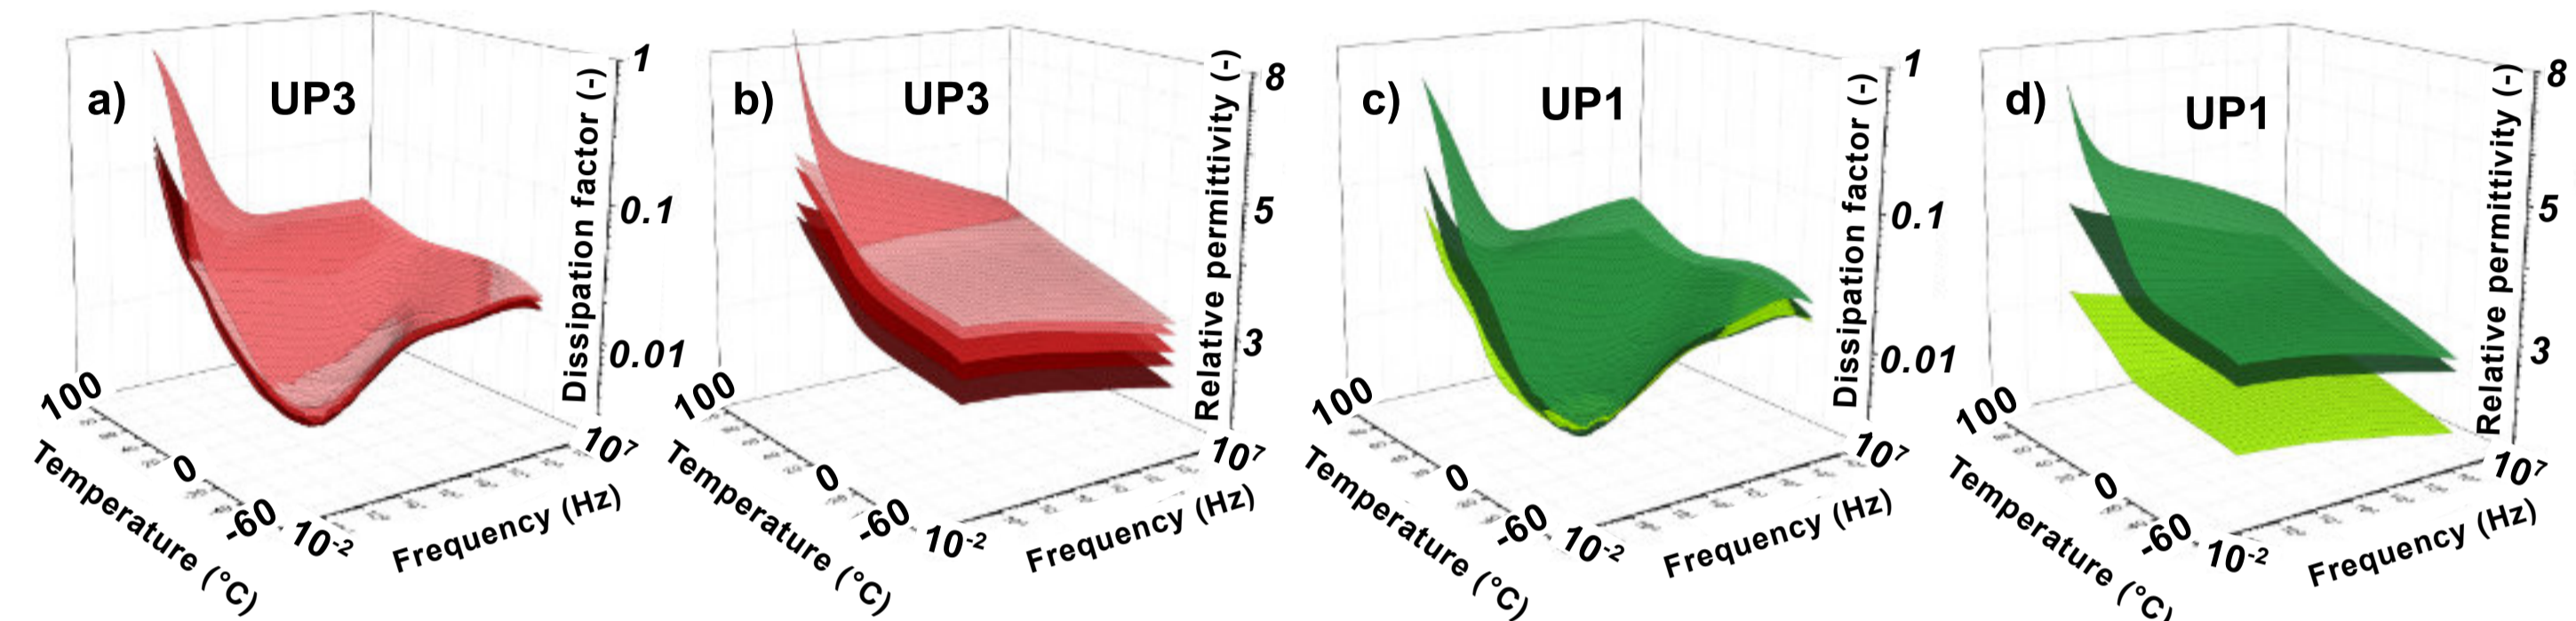 a)
UP3
Dissipation factor (-)
1
0.1
0.01
100
0
-60
Temperature (°C)
10-2
107
Frequency (Hz)
b)
UP3
Relative permittivity (-)
8
5
3
100
0
-60
Temperature (°C)
10-2
107
Frequency (Hz)
c)
UP1
Dissipation factor (-)
1
0.1
0.01
100
0
-60
Temperature (°C)
10-2
107
Frequency (Hz)
d)
UP1
Relative permittivity (-)
8
5
3
100
0
-60
Temperature (°C)
10-2
107
Frequency (Hz)